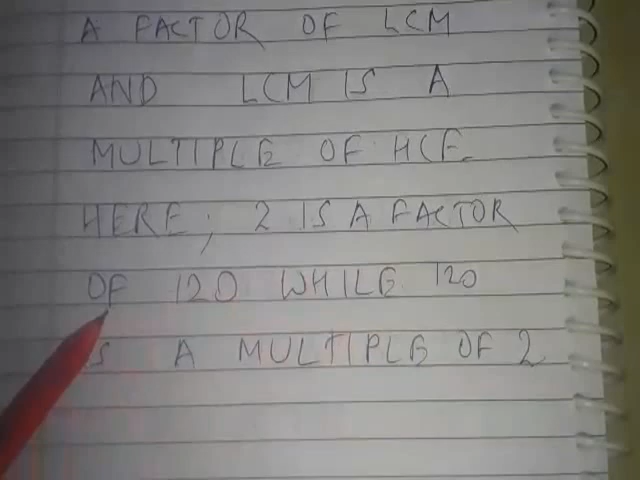 A FACTOR OF LCM
AND LCM IS A
MULTIPLE OF HCF.
HERE; 2 IS A FACTOR
OF 120 WHILE 120
IS A MULTIPLE OF 2